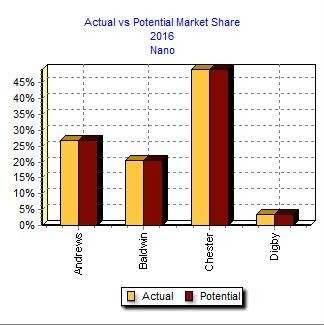 Actual vs Potential Market Share
2016
Nano
45%
40%
35%
30%
25%
20%
15%
10%
5%
0%
Andrews
Baldwin
Chester
Digby
Actual
Potential